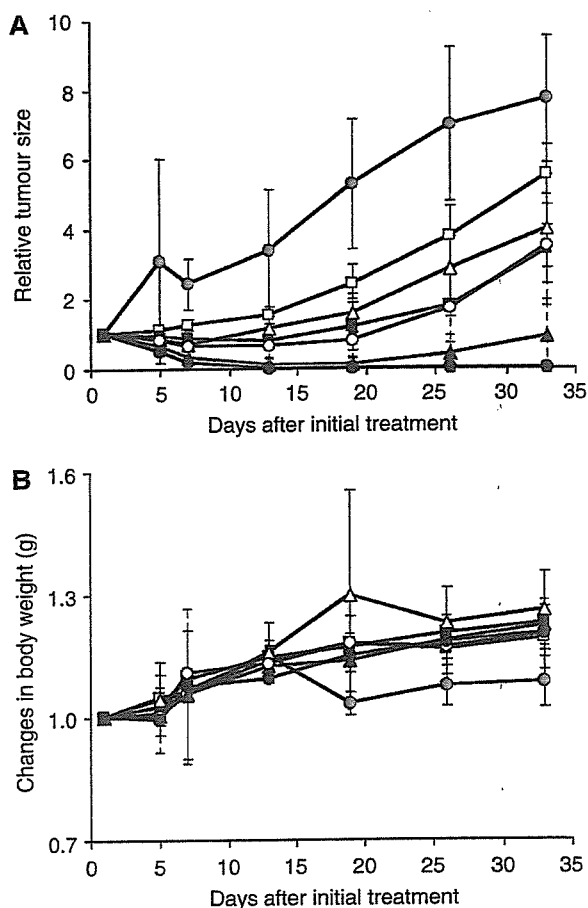 A
10
8
6
4
2
0
Relative tumour size
0 5 10 15 20 25 30 35
Days after initial treatment
B
1.6
1.3
1.0
0.7
Changes in body weight (g)
0 5 10 15 20 25 30 35
Days after initial treatment